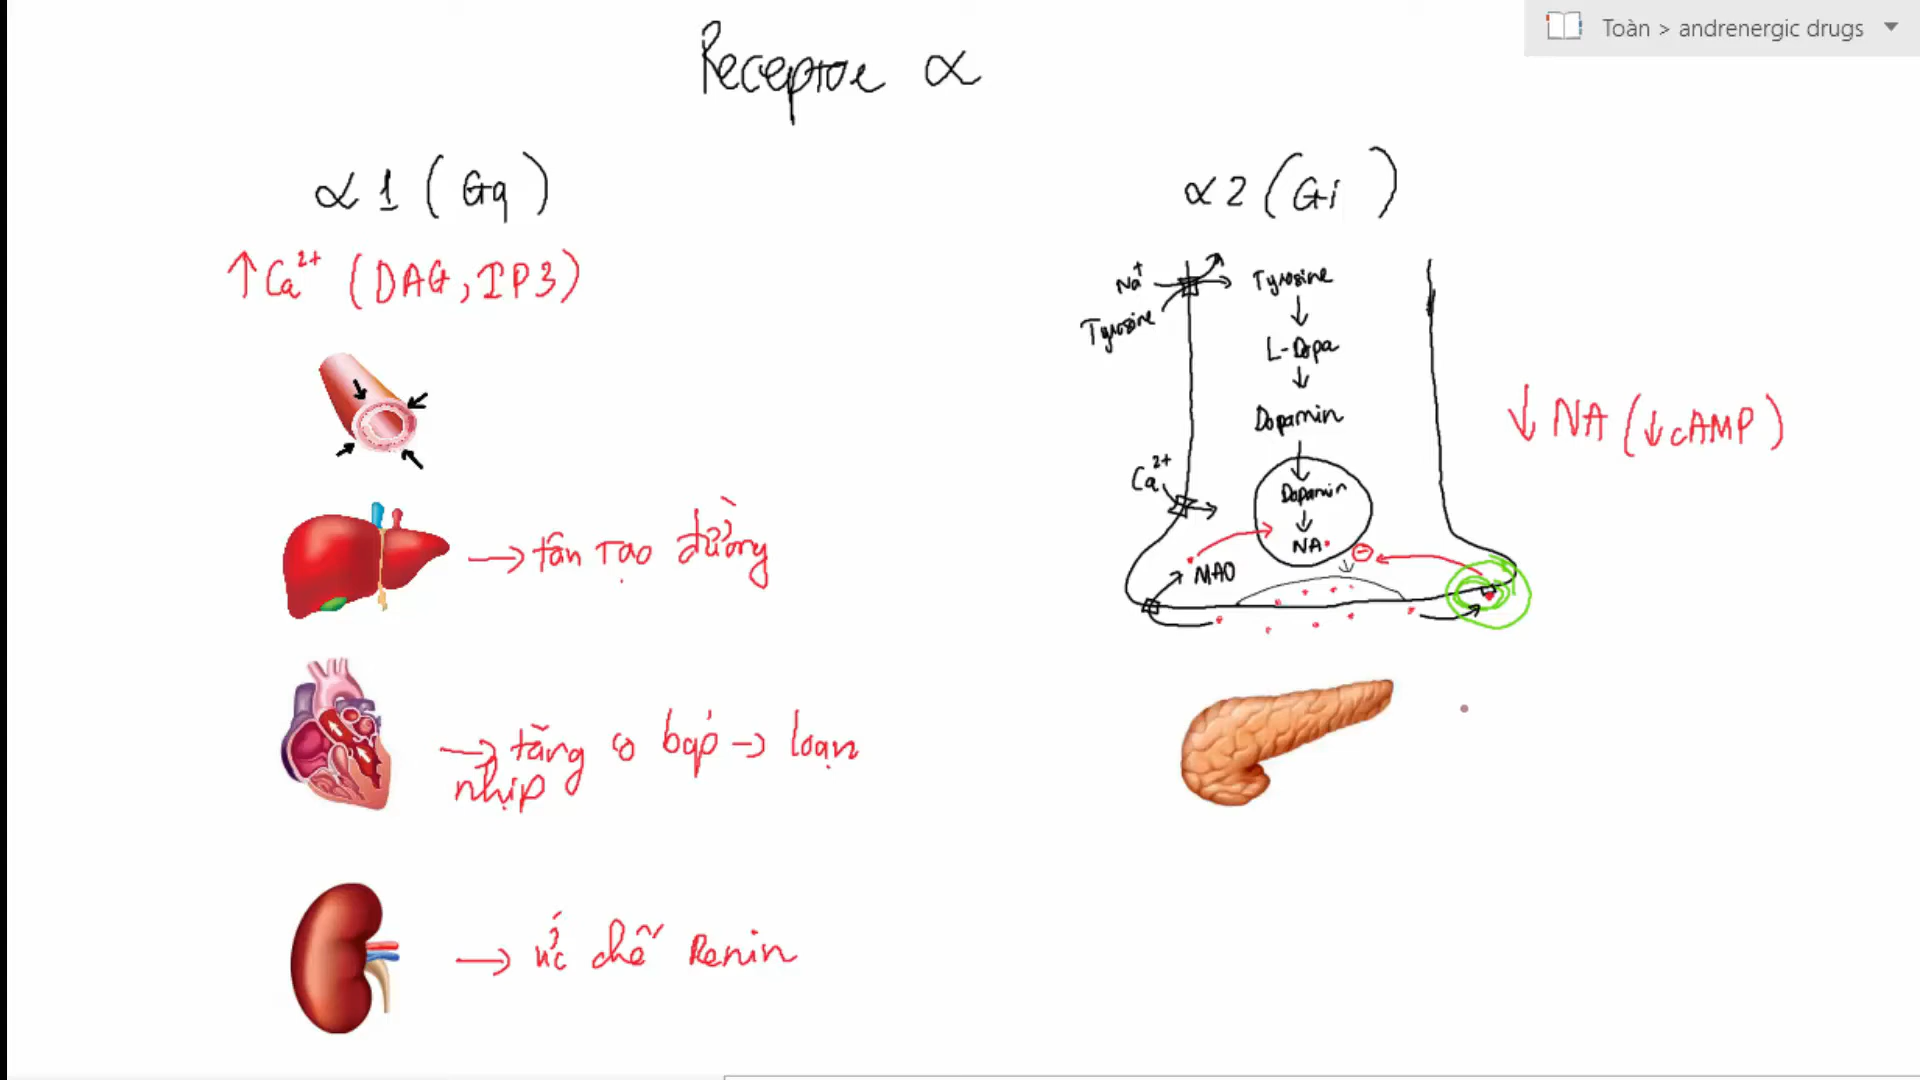 Toàn > andrenergic drugs
Receptor α
α1 (Gq)
↑Ca²⁺ (DAG, IP3)
→ tân tạo đường
→ tăng co bóp → loạn
nhịp
→ ức chế Renin
α2 (Gi)
Na⁺
Tyrosine
Tyrosine
↓
L-Dopa
↓
Dopamin
↓
Ca²⁺
Dopamin
↓
NA
MAO
↓ NA (↓cAMP)